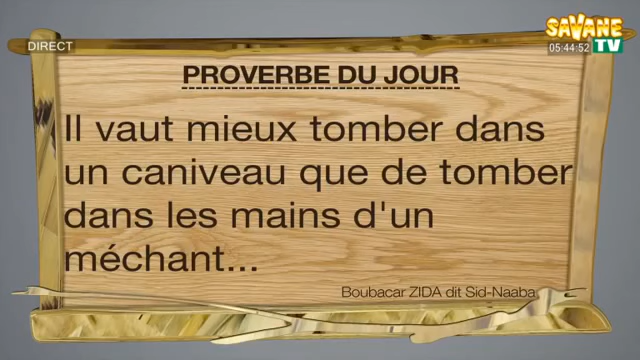 DIRECT
SAVANE
TV
05:44:52
PROVERBE DU JOUR
Il vaut mieux tomber dans
un caniveau que de tomber
dans les mains d'un
méchant...
Boubacar ZIDA dit Sid-Naaba